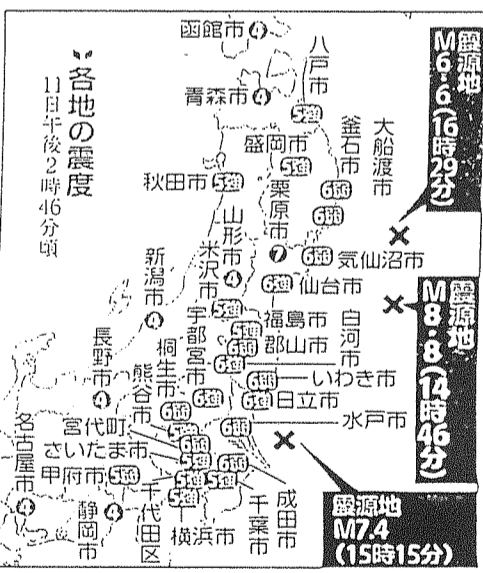 各地の震度
11日午後2時46分頃
函館市④
青森市④
八戸市
5強
盛岡市
5強
釜石市
6弱
大船渡市
6弱
秋田市5強
栗原市
❼
気仙沼市
6弱
山形市
④
仙台市
6強
米沢市
5強
福島市
5強
白河市
6強
郡山市
6弱
新潟市
④
宇都宮市
6強
いわき市
6弱
日立市
6強
桐生市
6弱
水戸市
6弱
長野市
④
熊谷市
5強
宮代町
6弱
さいたま市
5強
甲府市5弱
名古屋市
④
静岡市
④
千代田区
5強
横浜市
5強
千葉市
成田市
6弱
震源地
M6・6(16時29分)
震源地
M8・8(14時46分)
震源地
M7.4
(15時15分)